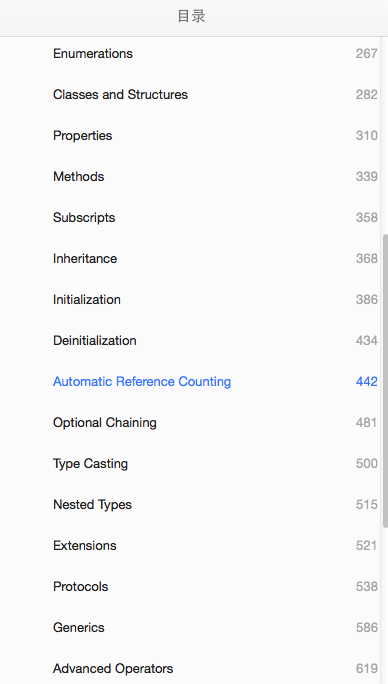 目录
Enumerations 267
Classes and Structures 282
Properties 310
Methods 339
Subscripts 358
Inheritance 368
Initialization 386
Deinitialization 434
Automatic Reference Counting 442
Optional Chaining 481
Type Casting 500
Nested Types 515
Extensions 521
Protocols 538
Generics 586
Advanced Operators 619